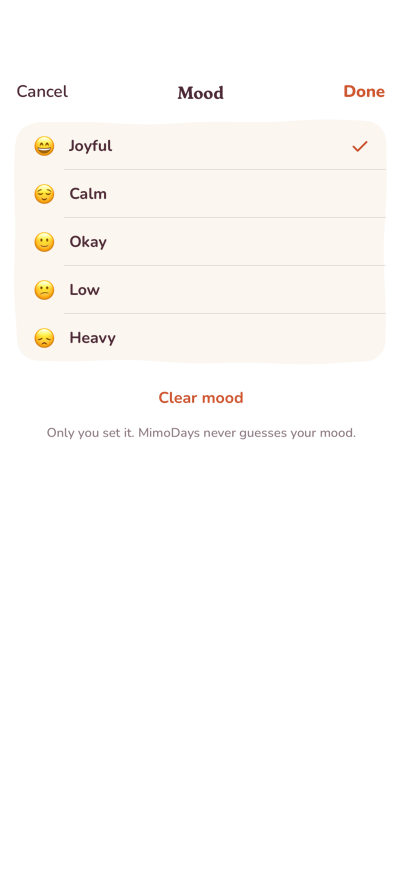 Cancel
Mood
Done
Joyful
Calm
Okay
Low
Heavy
Clear mood
Only you set it. MimoDays never guesses your mood.